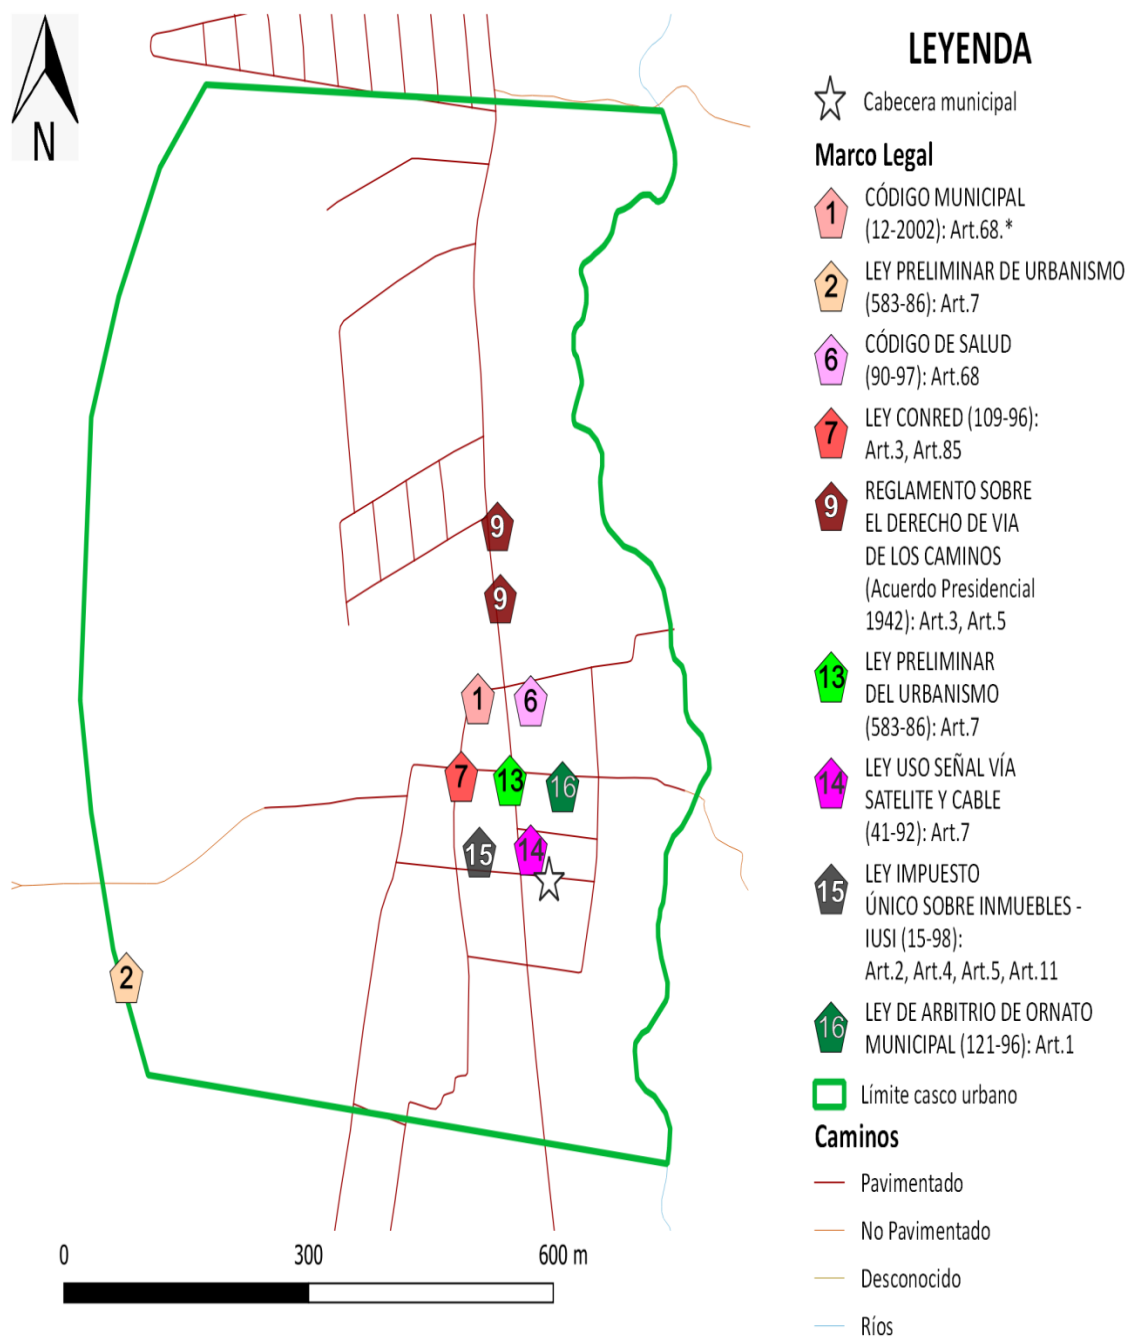 N
LEYENDA
Cabecera municipal
Marco Legal
1
CÓDIGO MUNICIPAL
(12-2002): Art.68.*
2
LEY PRELIMINAR DE URBANISMO
(583-86): Art.7
6
CÓDIGO DE SALUD
(90-97): Art.68
7
LEY CONRED (109-96):
Art.3, Art.85
9
REGLAMENTO SOBRE
EL DERECHO DE VIA
DE LOS CAMINOS
(Acuerdo Presidencial
1942): Art.3, Art.5
13
LEY PRELIMINAR
DEL URBANISMO
(583-86): Art.7
14
LEY USO SEÑAL VÍA
SATELITE Y CABLE
(41-92): Art.7
15
LEY IMPUESTO
ÚNICO SOBRE INMUEBLES -
IUSI (15-98):
Art.2, Art.4, Art.5, Art.11
16
LEY DE ARBITRIO DE ORNATO
MUNICIPAL (121-96): Art.1
Límite casco urbano
Caminos
Pavimentado
No Pavimentado
Desconocido
Ríos
9
9
1 6
7 13 16
15 14
2
0 300 600 m